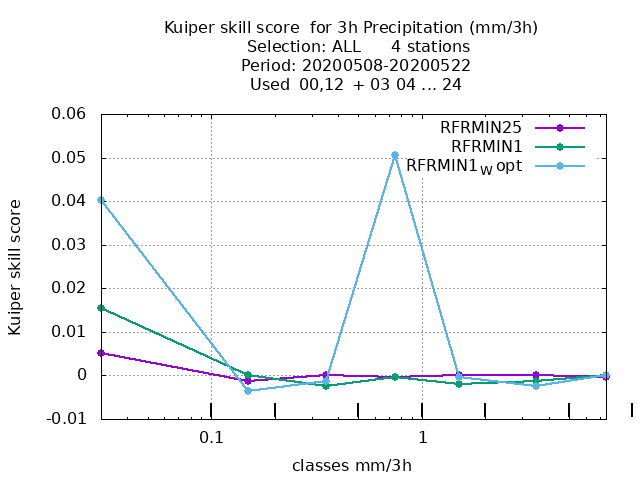 Kuiper skill score  for 3h Precipitation (mm/3h)
Selection: ALL      4 stations
Period: 20200508-20200522
Used  00,12  + 03 04 ... 24
RFRMIN25
RFRMIN1
RFRMIN1W opt
0.06
0.05
0.04
0.03
0.02
0.01
0
-0.01
Kuiper skill score
0.1
1
classes mm/3h